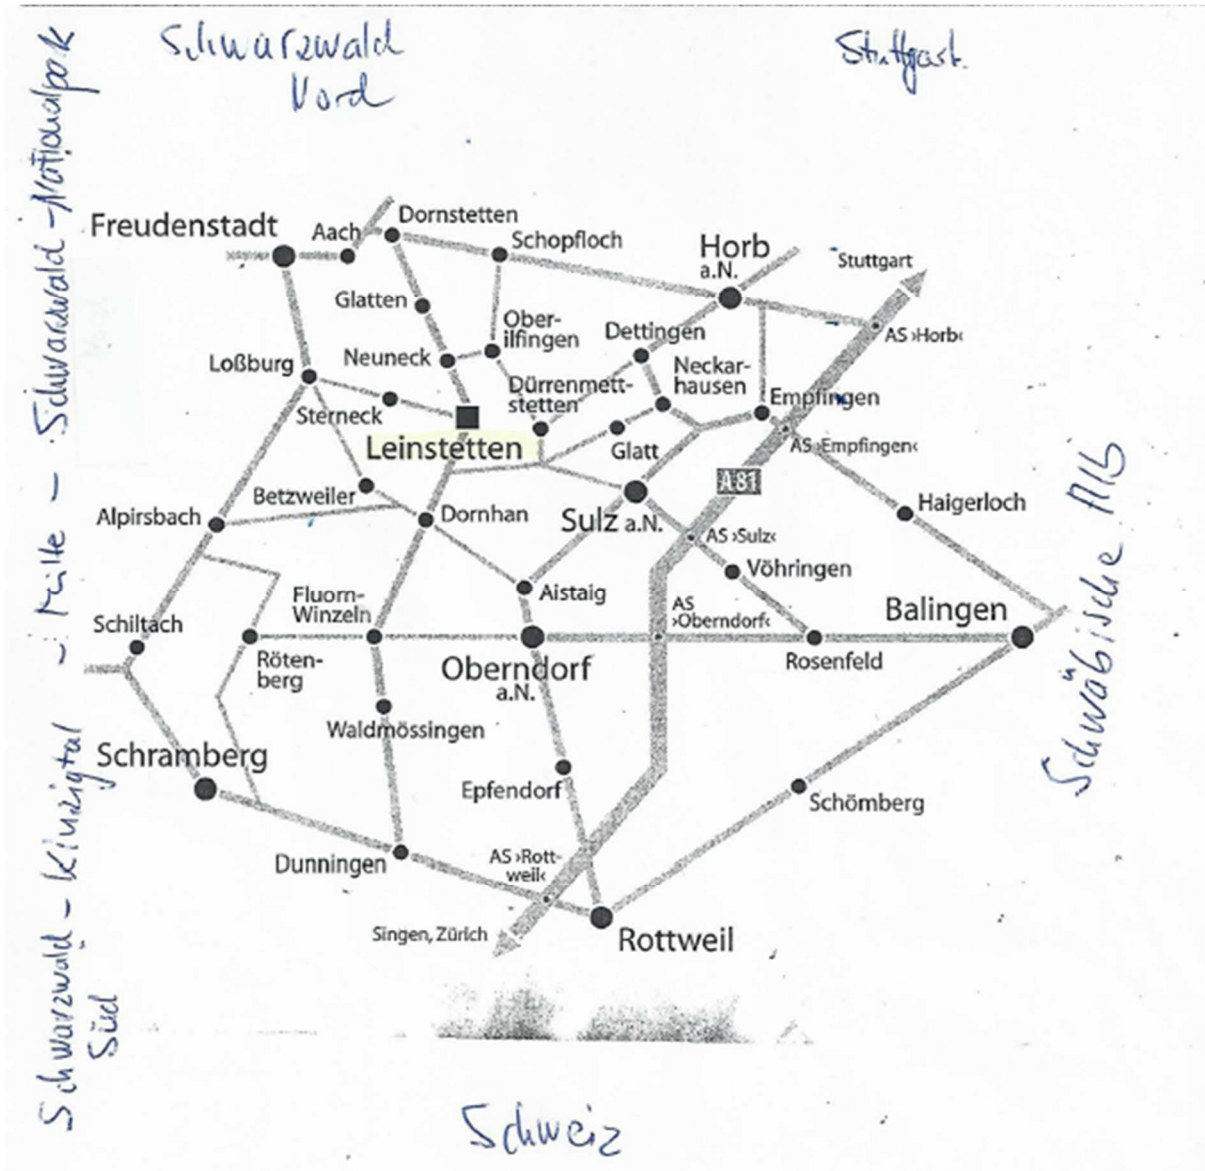 Schwarzwald
Nord
Stuttgart
Schwarzwald – Kinzigtal – Mitte – Schwarzwald – Nationalpark
Süd
Freudenstadt
Aach
Dornstetten
Schopfloch
Horb
a.N.
Stuttgart
Glatten
Ober-
ilfingen
Dettingen
AS ›Horb‹
Loßburg
Neuneck
Neckar-
hausen
Dürrenmett-
stetten
Empfingen
Sterneck
Leinstetten
Glatt
AS ›Empfingen‹
A 81
Betzweiler
Haigerloch
Alpirsbach
Dornhan
Sulz a.N.
AS ›Sulz‹
Vöhringen
Fluorn-
Winzeln
Aistaig
AS
›Oberndorf‹
Balingen
Schiltach
Röten-
berg
Oberndorf
a.N.
Rosenfeld
Waldmössingen
Schramberg
Epfendorf
Schömberg
Dunningen
AS ›Rott-
weil‹
Singen, Zürich
Rottweil
Schwäbische Alb
Schweiz